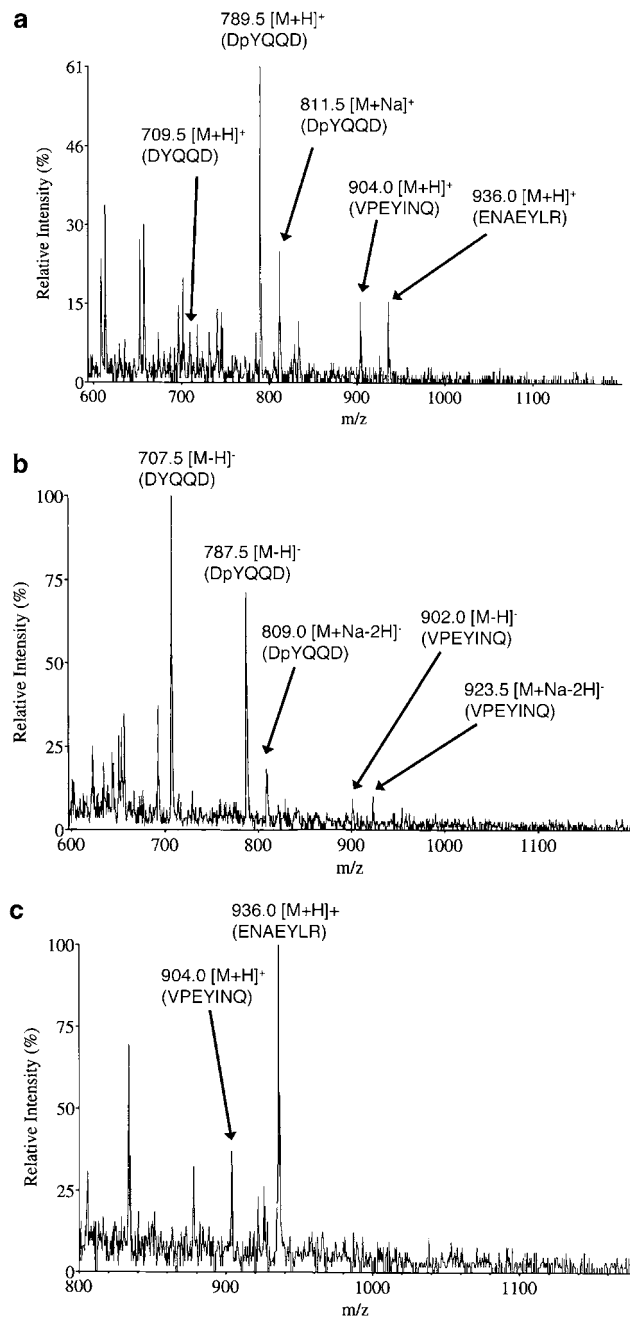 a
789.5 [M+H]⁺
(DpYQQD)
811.5 [M+Na]⁺
(DpYQQD)
709.5 [M+H]⁺
(DYQQD)
904.0 [M+H]⁺
(VPEYINQ)
936.0 [M+H]⁺
(ENAEYLR)
Relative Intensity (%)
61
46
30
15
0
600 700 800 900 1000 1100
m/z
b
707.5 [M-H]⁻
(DYQQD)
787.5 [M-H]⁻
(DpYQQD)
809.0 [M+Na-2H]⁻
(DpYQQD)
902.0 [M-H]⁻
(VPEYINQ)
923.5 [M+Na-2H]⁻
(VPEYINQ)
Relative Intensity (%)
100
75
50
25
0
600 700 800 900 1000 1100
m/z
c
936.0 [M+H]+
(ENAEYLR)
904.0 [M+H]⁺
(VPEYINQ)
Relative Intensity (%)
100
75
50
25
0
800 900 1000 1100
m/z